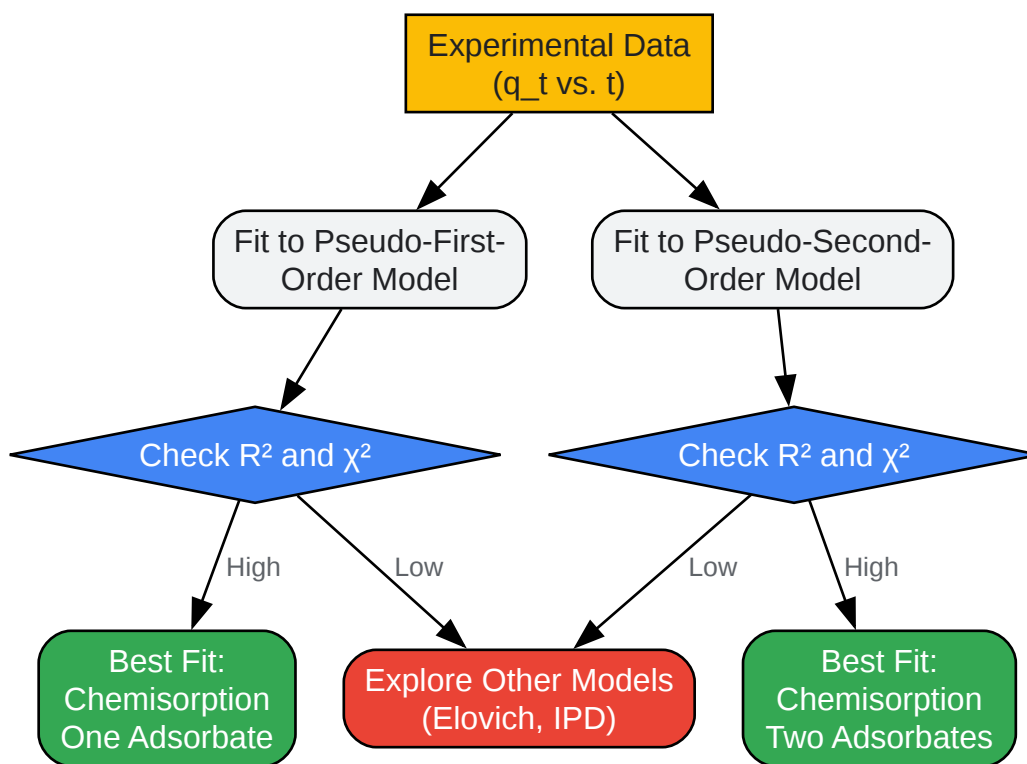 Experimental Data
(q_t vs. t)
Fit to Pseudo-First-
Order Model
Fit to Pseudo-Second-
Order Model
Check R² and χ²
Check R² and χ²
High
Low
Low
High
Best Fit:
Chemisorption
One Adsorbate
Explore Other Models
(Elovich, IPD)
Best Fit:
Chemisorption
Two Adsorbates